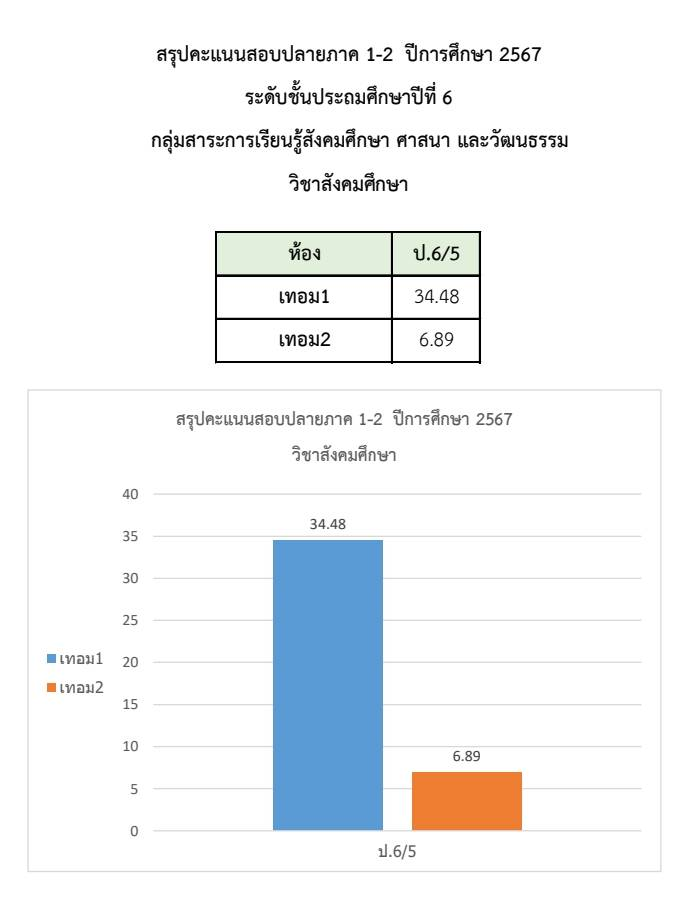 สรุปคะแนนสอบปลายภาค 1-2 ปีการศึกษา 2567
ระดับชั้นประถมศึกษาปีที่ 6
กลุ่มสาระการเรียนรู้สังคมศึกษา ศาสนา และวัฒนธรรม
วิชาสังคมศึกษา
ห้อง ป.6/5
เทอม1 34.48
เทอม2 6.89
สรุปคะแนนสอบปลายภาค 1-2 ปีการศึกษา 2567
วิชาสังคมศึกษา
40
35
30
25
20
15
10
5
0
34.48
6.89
เทอม1
เทอม2
ป.6/5